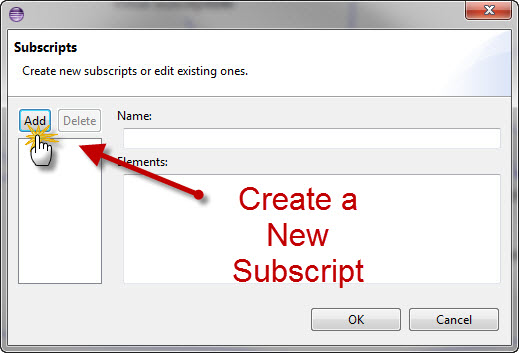 Subscripts
Create new subscripts or edit existing ones.
Add
Delete
Name:
Elements:
Create a
New
Subscript
OK
Cancel